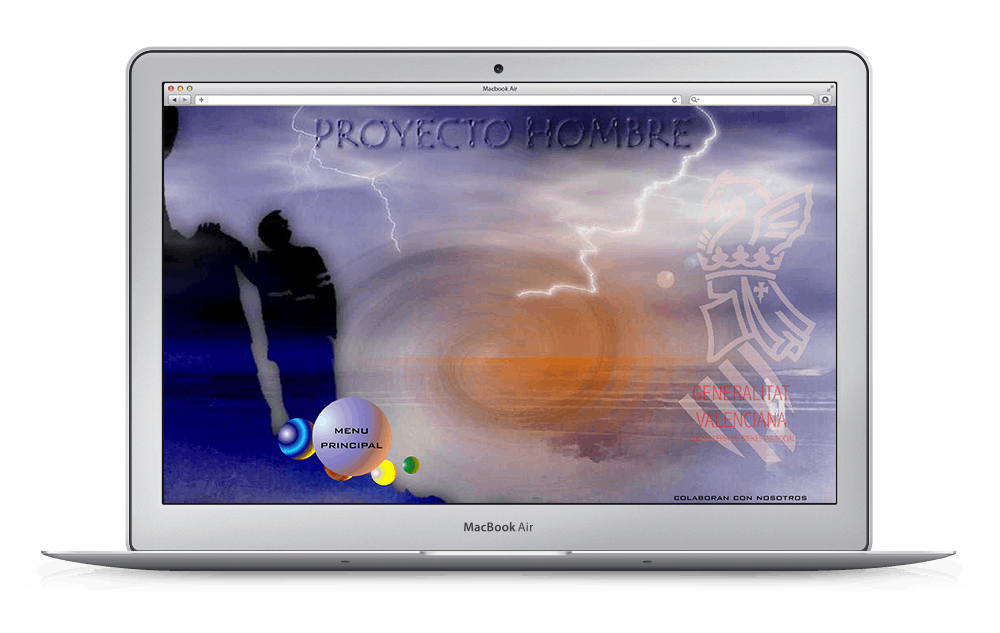 Macbook Air
PROYECTO HOMBRE
GENERALITAT
VALENCIANA
MENU
PRINCIPAL
COLABORAN CON NOSOTROS
MacBook Air